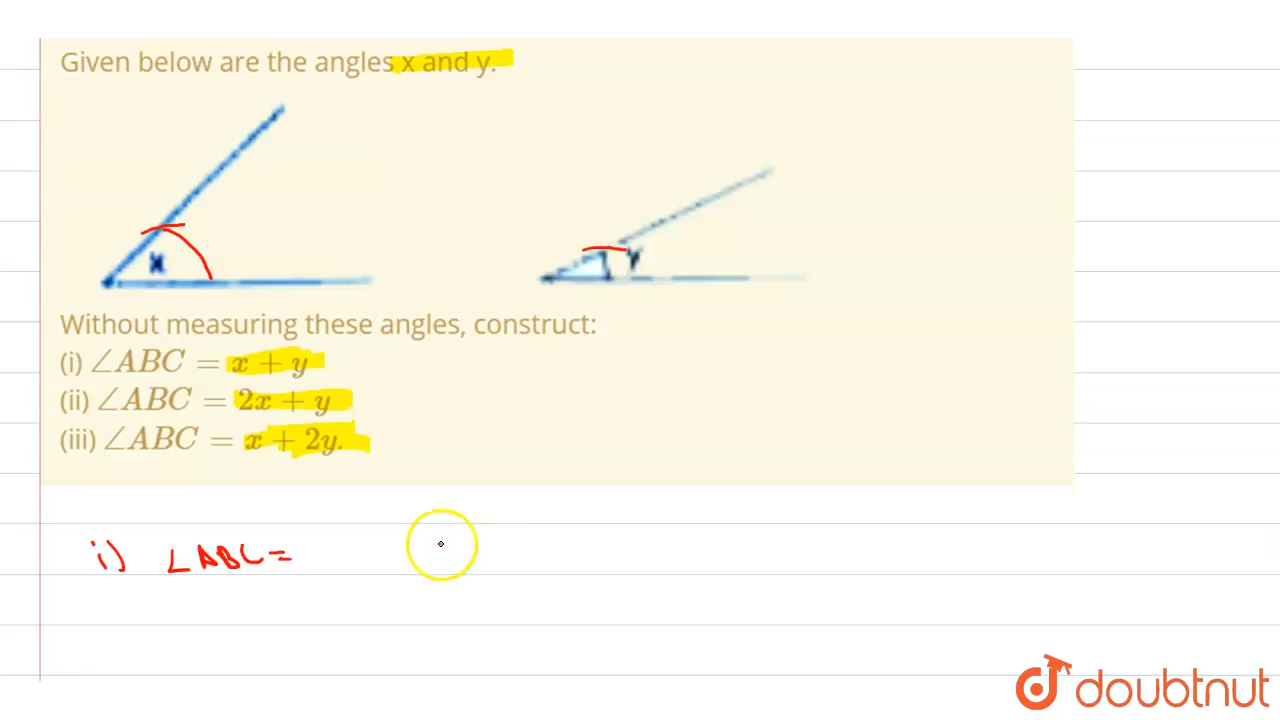 Given below are the angles x and y.
X
Y
Without measuring these angles, construct:
(i) ∠ABC = x + y
(ii) ∠ABC = 2x + y
(iii) ∠ABC = x + 2y.
i) ∠ABC =
doubtnut